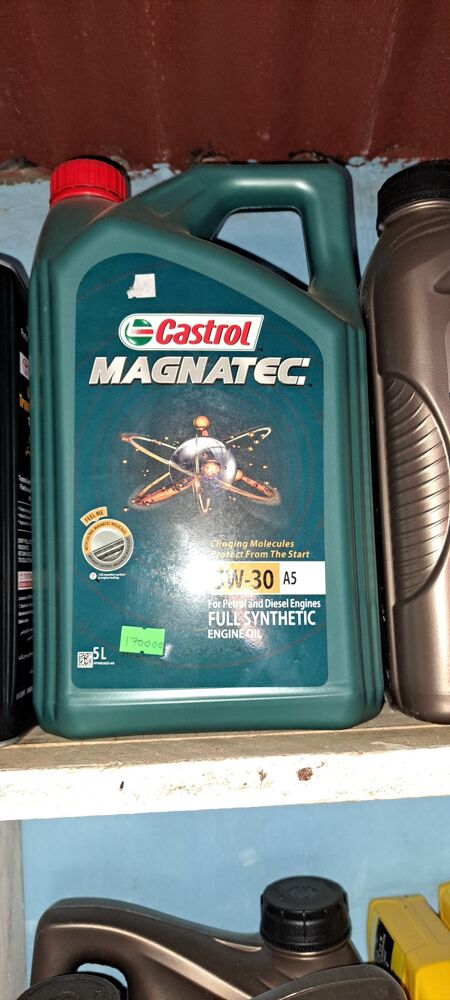 Castrol
MAGNATEC
FEEL ME
Clinging Molecules
Protect From The Start
5W-30 A5
For Petrol and Diesel Engines
FULL SYNTHETIC
ENGINE OIL
170000
5L